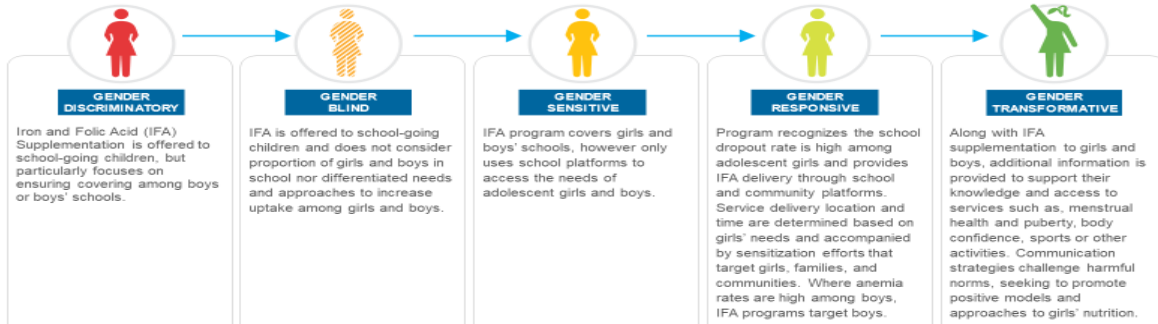 GENDER
DISCRIMINATORY
Iron and Folic Acid (IFA)
Supplementation is offered to
school-going children, but
particularly focuses on
ensuring covering among boys
or boys' schools.
GENDER
BLIND
IFA is offered to school-going
children and does not consider
proportion of girls and boys in
school nor differentiated needs
and approaches to increase
uptake among girls and boys.
GENDER
SENSITIVE
IFA program covers girls and
boys' schools, however only
uses school platforms to
access the needs of
adolescent girls and boys.
GENDER
RESPONSIVE
Program recognizes the school
dropout rate is high among
adolescent girls and provides
IFA delivery through school
and community platforms.
Service delivery location and
time are determined based on
girls' needs and accompanied
by sensitization efforts that
target girls, families, and
communities. Where anemia
rates are high among boys,
IFA programs target boys.
GENDER
TRANSFORMATIVE
Along with IFA
supplementation to girls and
boys, additional information is
provided to support their
knowledge and access to
services such as, menstrual
health and puberty, body
confidence, sports or other
activities. Communication
strategies challenge harmful
norms, seeking to promote
positive models and
approaches to girls' nutrition.